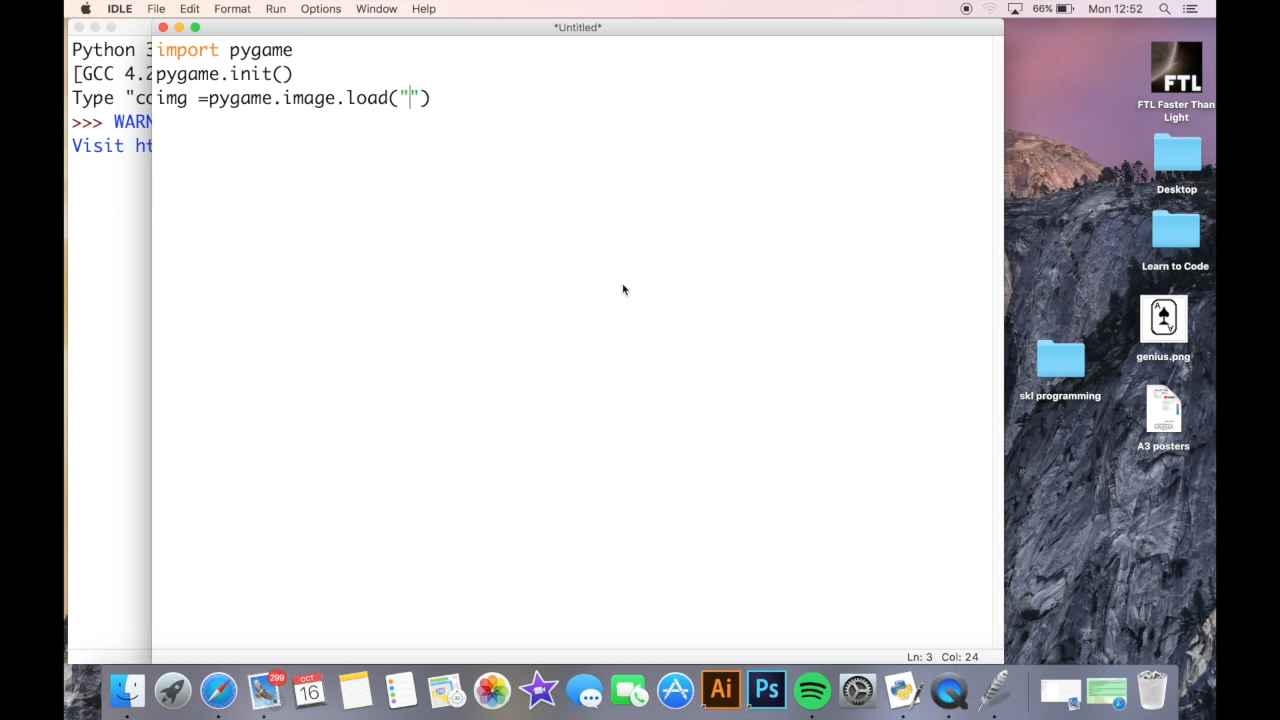 IDLE File Edit Format Run Options Window Help 66% Mon 12:52
*Untitled*
Python 3
[GCC 4.2
Type "co
>>> WARN
Visit ht
import pygame
pygame.init()
img =pygame.image.load("")
Ln: 3 Col: 24
FTL
FTL Faster Than
Light
Desktop
Learn to Code
A
A
genius.png
skl programming
A3 posters
299
OCT
16
Ai
Ps